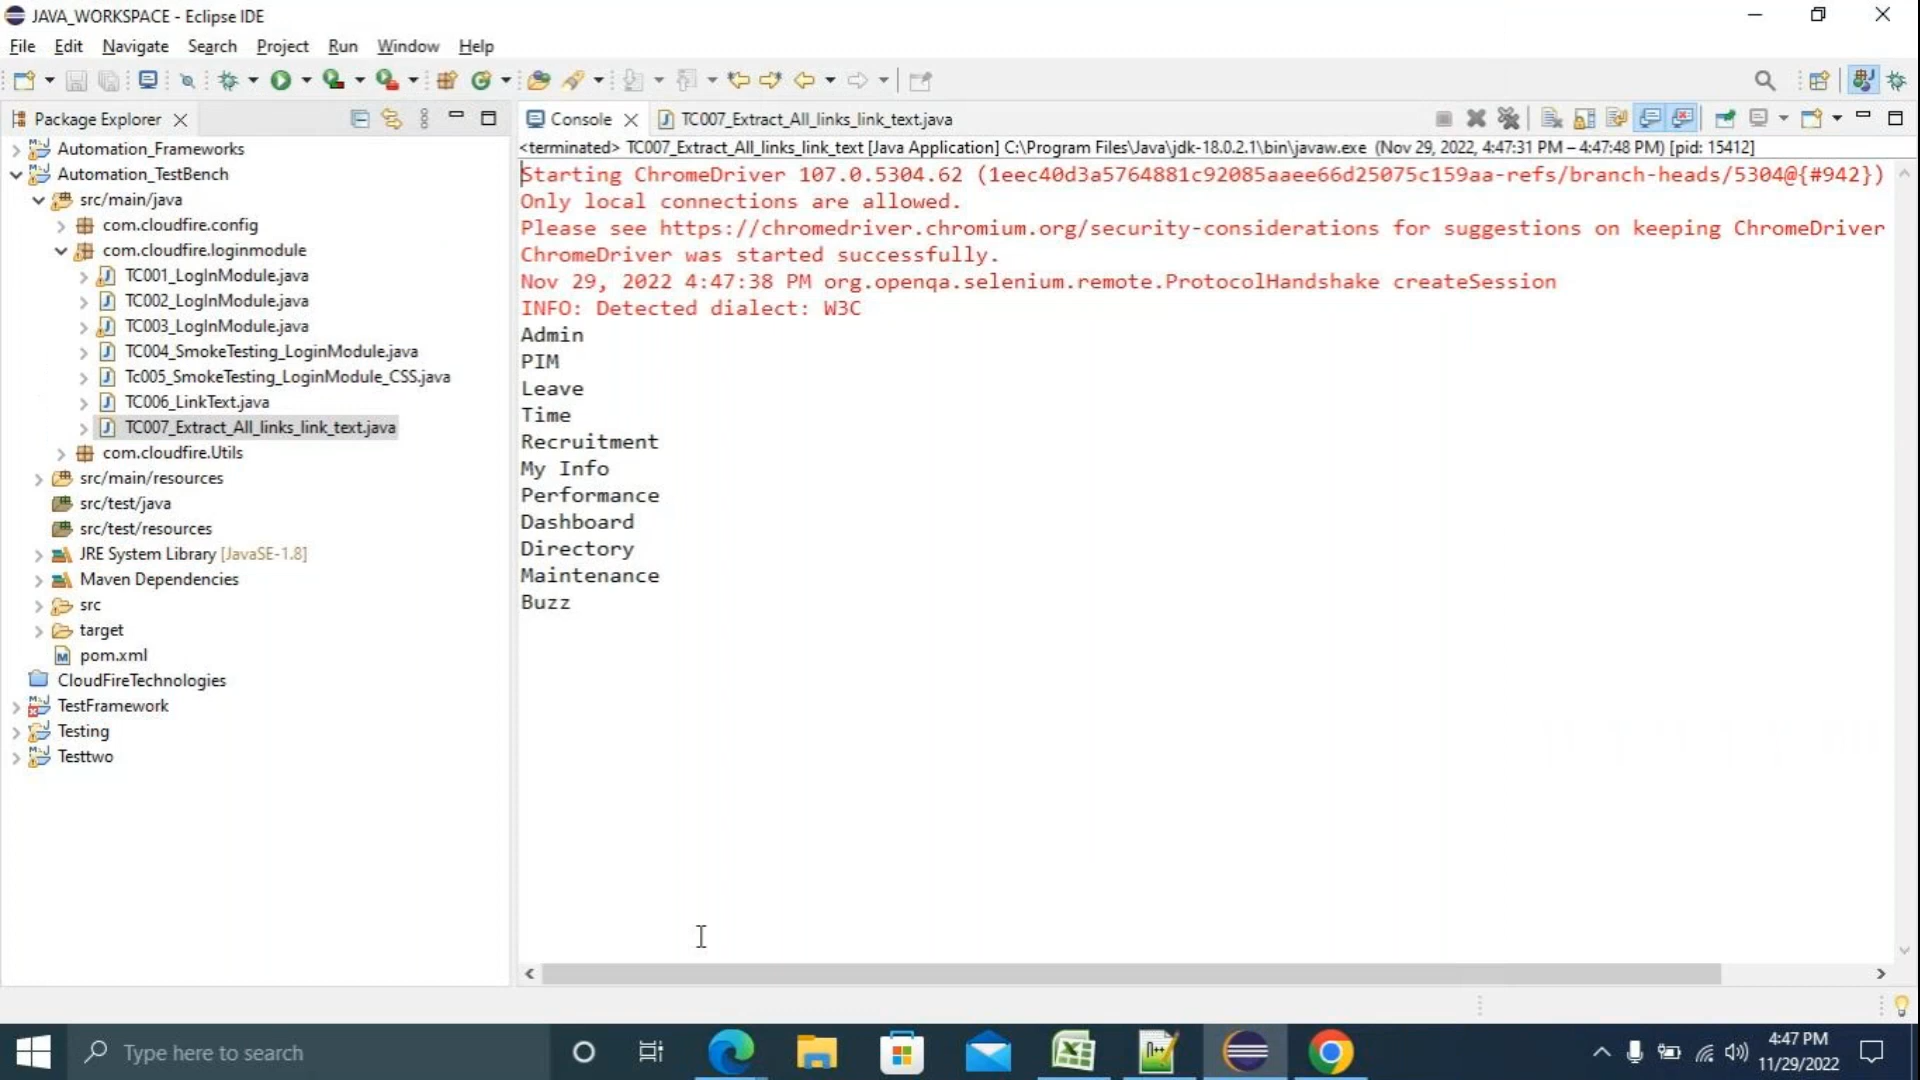 JAVA_WORKSPACE - Eclipse IDE
File Edit Navigate Search Project Run Window Help
Package Explorer
Automation_Frameworks
Automation_TestBench
src/main/java
com.cloudfire.config
com.cloudfire.loginmodule
TC001_LogInModule.java
TC002_LogInModule.java
TC003_LogInModule.java
TC004_SmokeTesting_LoginModule.java
Tc005_SmokeTesting_LoginModule_CSS.java
TC006_LinkText.java
TC007_Extract_All_links_link_text.java
com.cloudfire.Utils
src/main/resources
src/test/java
src/test/resources
JRE System Library [JavaSE-1.8]
Maven Dependencies
src
target
pom.xml
CloudFireTechnologies
TestFramework
Testing
Testtwo
Console TC007_Extract_All_links_link_text.java
<terminated> TC007_Extract_All_links_link_text [Java Application] C:\Program Files\Java\jdk-18.0.2.1\bin\javaw.exe (Nov 29, 2022, 4:47:31 PM – 4:47:48 PM) [pid: 15412]
Starting ChromeDriver 107.0.5304.62 (1eec40d3a5764881c92085aaee66d25075c159aa-refs/branch-heads/5304@{#942})
Only local connections are allowed.
Please see https://chromedriver.chromium.org/security-considerations for suggestions on keeping ChromeDriver
ChromeDriver was started successfully.
Nov 29, 2022 4:47:38 PM org.openqa.selenium.remote.ProtocolHandshake createSession
INFO: Detected dialect: W3C
Admin
PIM
Leave
Time
Recruitment
My Info
Performance
Dashboard
Directory
Maintenance
Buzz
Type here to search
4:47 PM
11/29/2022